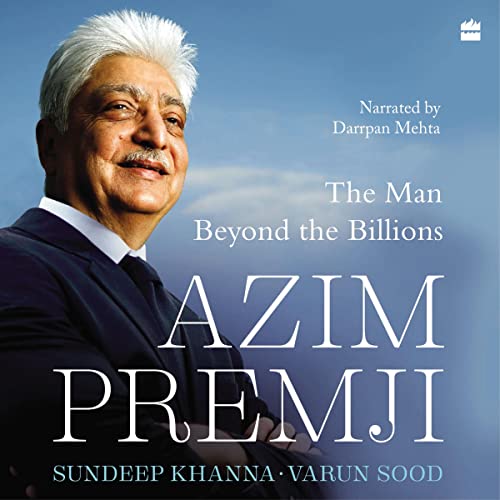 Narrated by
Darrpan Mehta
The Man
Beyond the Billions
AZIM
PREMJI
SUNDEEP KHANNA · VARUN SOOD